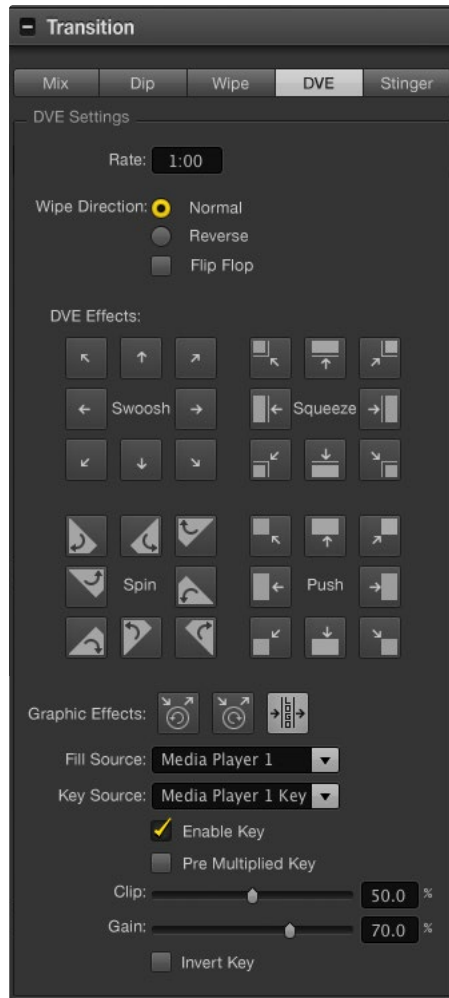 Transition
Mix Dip Wipe DVE Stinger
DVE Settings
Rate: 1:00
Wipe Direction: Normal
Reverse
Flip Flop
DVE Effects:
Swoosh Squeeze
Spin Push
Graphic Effects: LOGO
Fill Source: Media Player 1
Key Source: Media Player 1 Key
Enable Key
Pre Multiplied Key
Clip: 50.0 %
Gain: 70.0 %
Invert Key